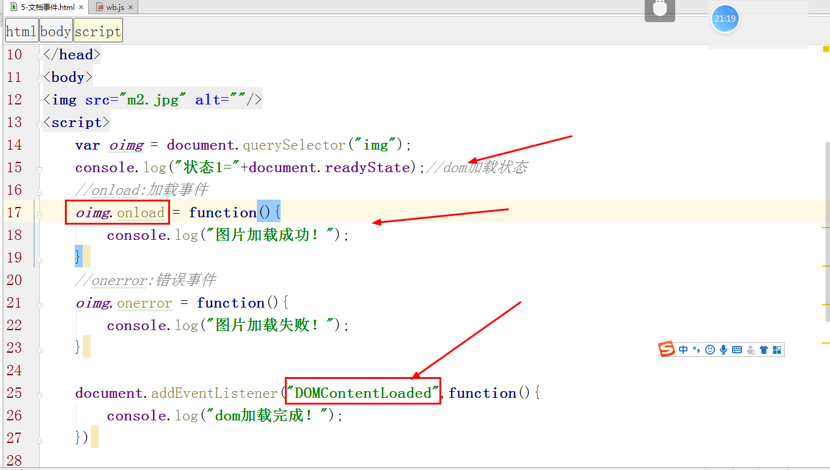 5-文档事件.html × wb.js ×
21:19
html body script
10 </head>
11 <body>
12 <img src="m2.jpg" alt=""/>
13 <script>
14 var oimg = document.querySelector("img");
15 console.log("状态1="+document.readyState);//dom加载状态
16 //onload:加载事件
17 oimg.onload = function(){
18 console.log("图片加载成功！");
19 }
20 //onerror:错误事件
21 oimg.onerror = function(){
22 console.log("图片加载失败！");
23 }
24
25 document.addEventListener("DOMContentLoaded",function(){
26 console.log("dom加载完成！");
27 })
28
S 中